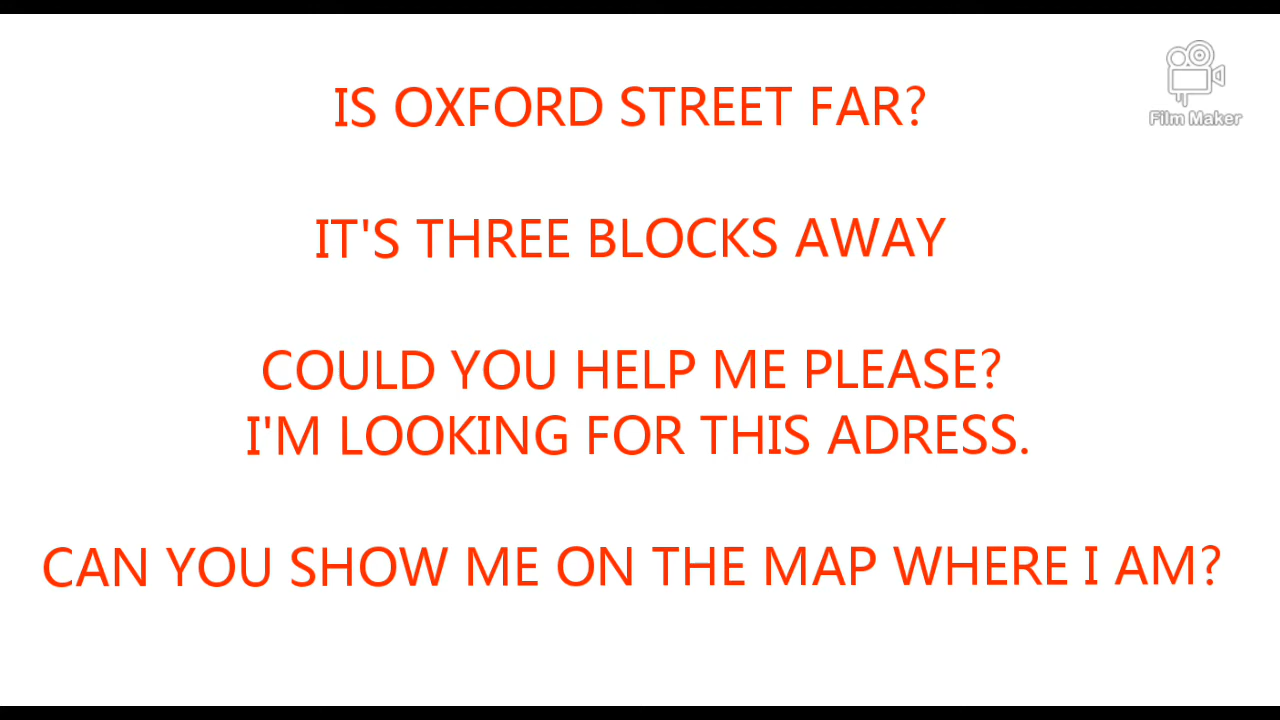 IS OXFORD STREET FAR?
IT'S THREE BLOCKS AWAY
COULD YOU HELP ME PLEASE?
I'M LOOKING FOR THIS ADRESS.
CAN YOU SHOW ME ON THE MAP WHERE I AM?
Film Maker